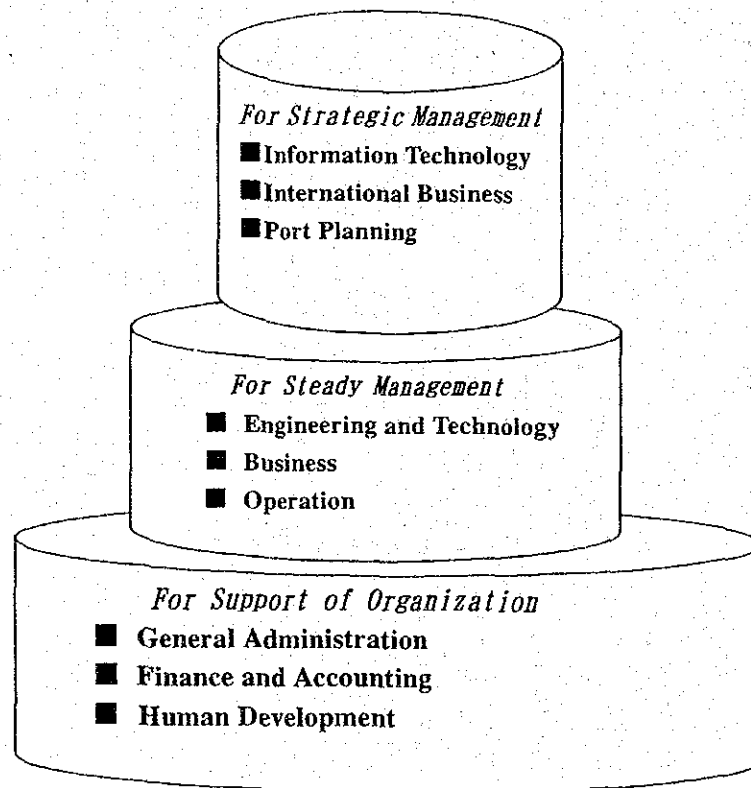 For Strategic Management
■Information Technology
■International Business
■Port Planning
For Steady Management
■ Engineering and Technology
■ Business
■ Operation
For Support of Organization
■ General Administration
■ Finance and Accounting
■ Human Development